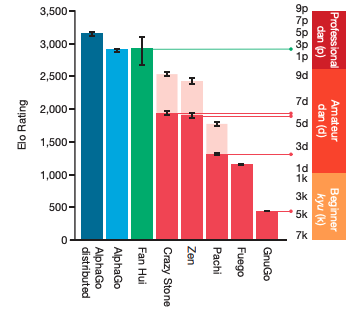 3,500
3,000
2,500
2,000
1,500
1,000
500
0
Elo Rating
AlphaGo
distributed
AlphaGo
Fan Hui
Crazy Stone
Zen
Pachi
Fuego
GnuGo
9p
7p
5p
3p
1p
9d
7d
5d
3d
1d
1k
3k
5k
7k
Professional
dan (p)
Amateur
dan (d)
Beginner
kyu (k)